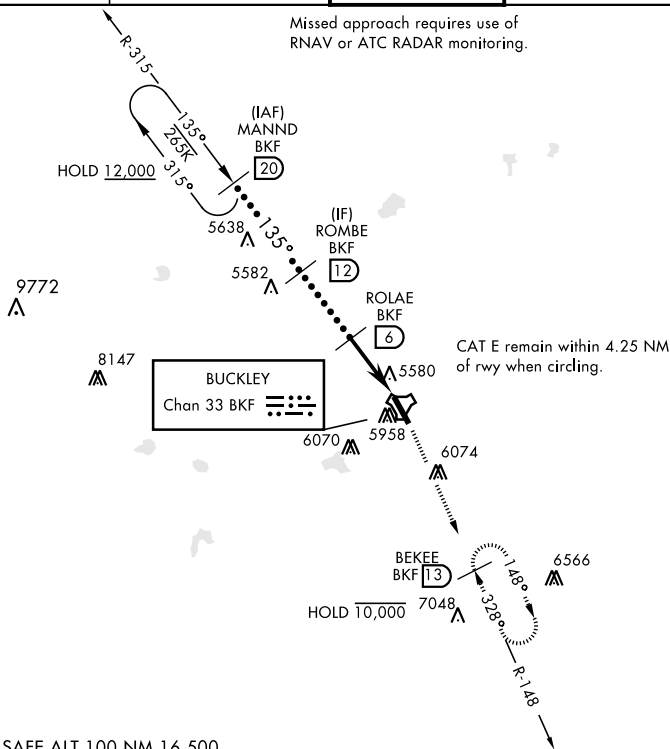 Missed approach requires use of
RNAV or ATC RADAR monitoring.
R-315
(IAF)
MANND
BKF
20
135°
265K
315°
HOLD 12,000
135°
5638
(IF)
ROMBE
BKF
12
5582
9772
ROLAE
BKF
6
CAT E remain within 4.25 NM
of rwy when circling.
8147
5580
BUCKLEY
Chan 33 BKF
5958
6070
6074
BEKEE
BKF 13
148°
6566
328°
HOLD 10,000
7048
R-148
SAFE ALT 100 NM 16,500